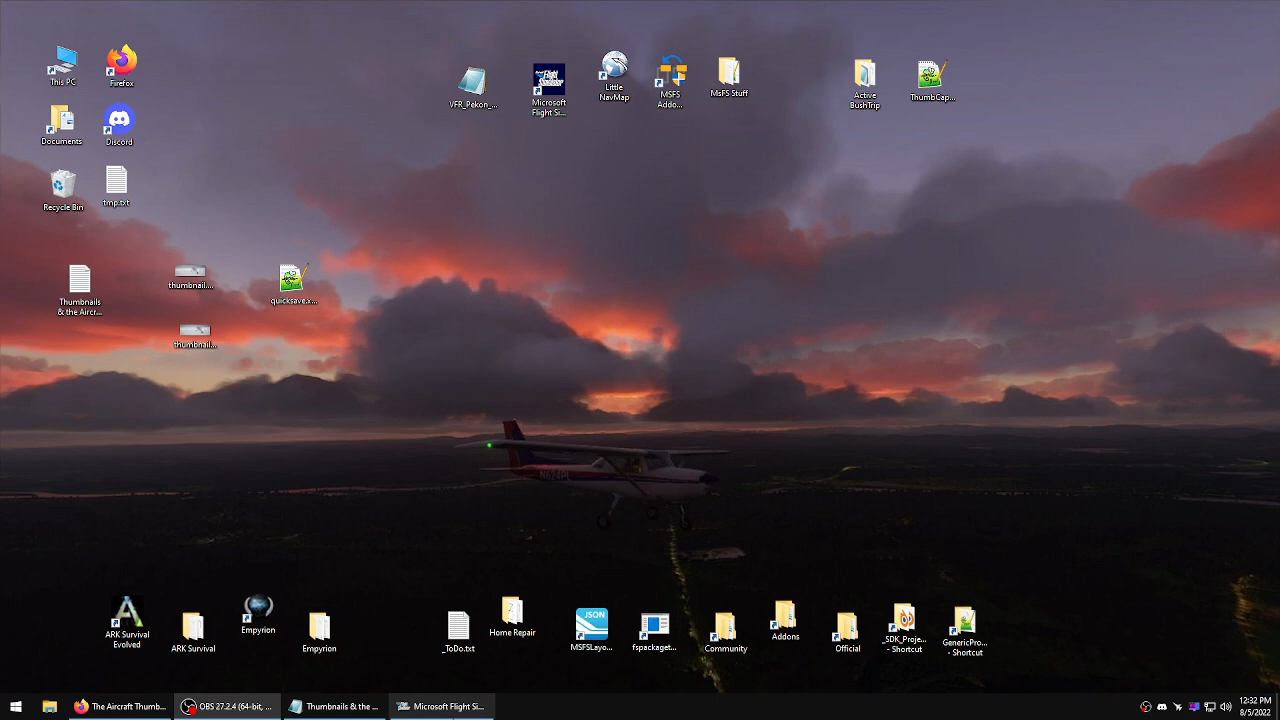 This PC
Firefox
VFR_Pekon_...
Microsoft
Flight Si...
Little
NavMap
MSFS
Addo...
MsFS Stuff
Active
BushTrip
ThumbCap...
Documents
Discord
Recycle Bin
tmp.txt
Thumbnails
& the Aircr...
thumbnail....
quicksave.x...
thumbnail...
N624PL
ARK Survival
Evolved
ARK Survival
Empyrion
Empyrion
_ToDo.txt
Home Repair
JSON
MSFSLayo...
fspackaget...
Community
Addons
Official
_SDK_Proje...
- Shortcut
GenericPro...
- Shortcut
The Aircraft Thumb...
OBS 27.2.4 (64-bit, ...
Thumbnails & the ...
Microsoft Flight Si...
12:32 PM
8/5/2022